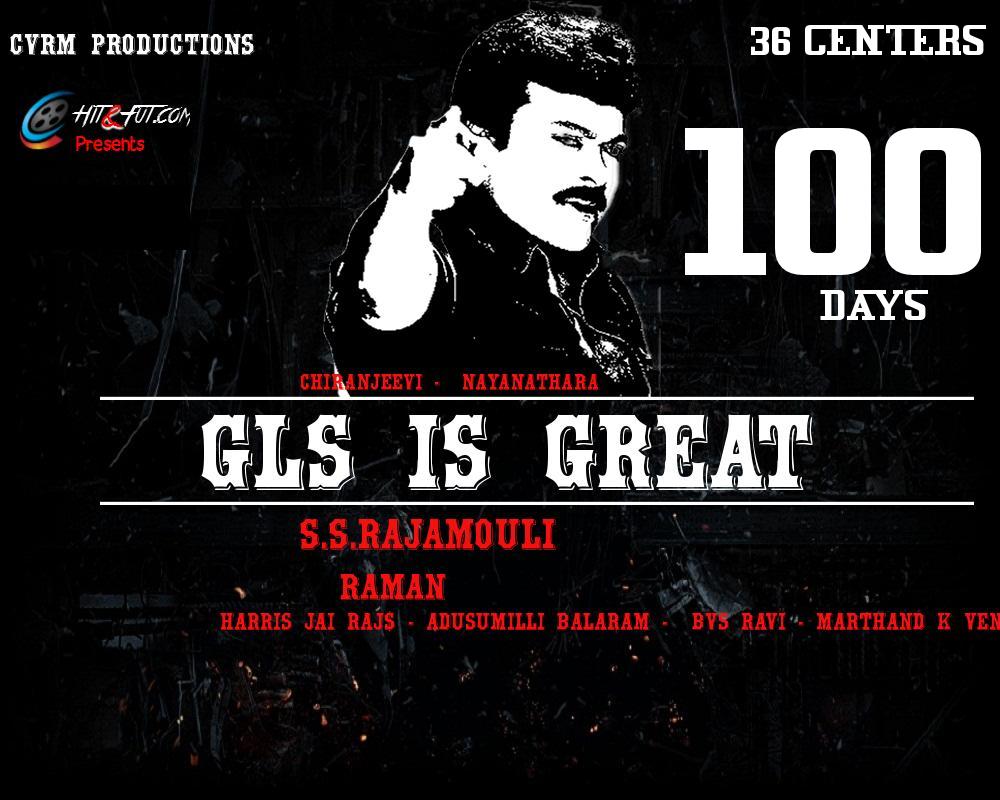 CVRM PRODUCTIONS
36 CENTERS
HIT&FUT.COM
Presents
100
DAYS
CHIRANJEEVI - NAYANATHARA
GLS IS GREAT
S.S.RAJAMOULI
RAMAN
HARRIS JAI RAJS - ADUSUMILLI BALARAM - BVS RAVI - MARTHAND K VEN